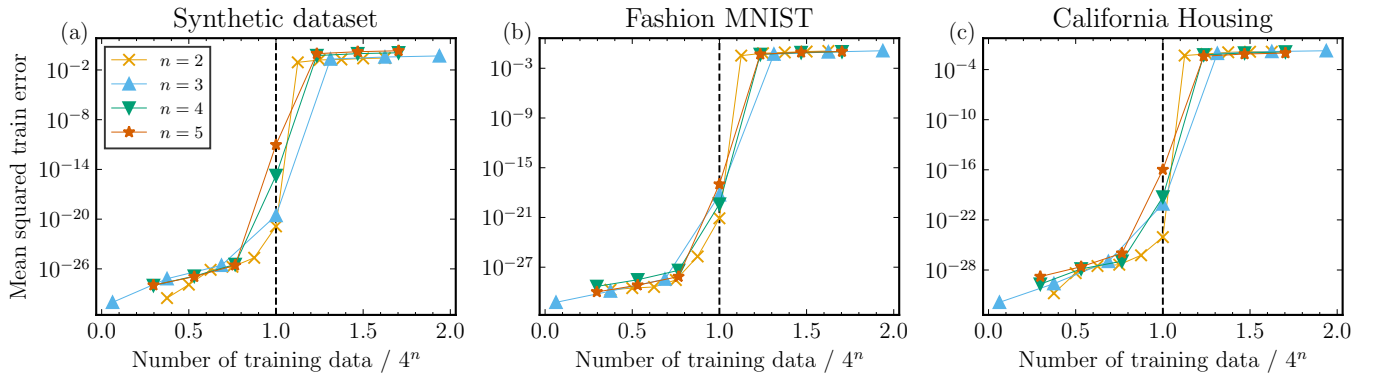 Synthetic dataset
Fashion MNIST
California Housing
(a)
(b)
(c)
Mean squared train error
10⁻²
10⁻⁸
10⁻¹⁴
10⁻²⁰
10⁻²⁶
n = 2
n = 3
n = 4
n = 5
0.0 0.5 1.0 1.5 2.0
Number of training data / 4ⁿ
10⁻³
10⁻⁹
10⁻¹⁵
10⁻²¹
10⁻²⁷
0.0 0.5 1.0 1.5 2.0
Number of training data / 4ⁿ
10⁻⁴
10⁻¹⁰
10⁻¹⁶
10⁻²²
10⁻²⁸
0.0 0.5 1.0 1.5 2.0
Number of training data / 4ⁿ